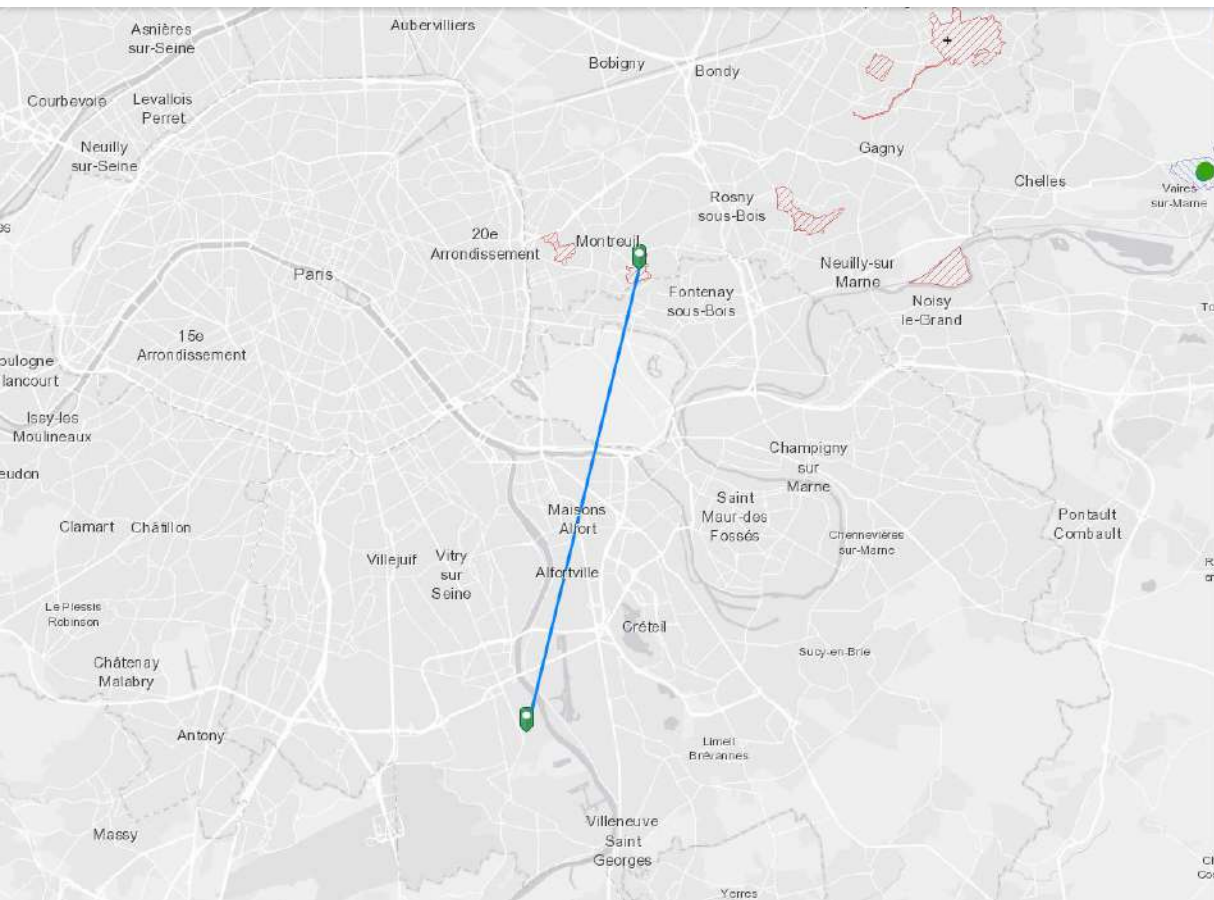 Asnières
sur-Seine
Aubervilliers
Bobigny
Bondy
Courbevoie
Levallois
Perret
Neuilly
sur-Seine
Gagny
Chelles
Vaires
sur-Marne
Rosny
sous-Bois
20e
Arrondissement
Montreuil
Paris
Neuilly-sur
Marne
Fontenay
sous-Bois
Noisy
le-Grand
15e
Arrondissement
oulogne
lancourt
Issy-les
Moulineaux
eudon
Champigny
sur
Marne
Clamart
Châtillon
Maisons
Alfort
Saint
Maur-des
Fossés
Chennevières
sur-Marne
Pontault
Combault
Villejuif
Vitry
sur
Seine
Alfortville
Le Plessis
Robinson
Créteil
Sucy-en-Brie
Châtenay
Malabry
Antony
Limeil
Brévannes
Massy
Villeneuve
Saint
Georges
Yerres